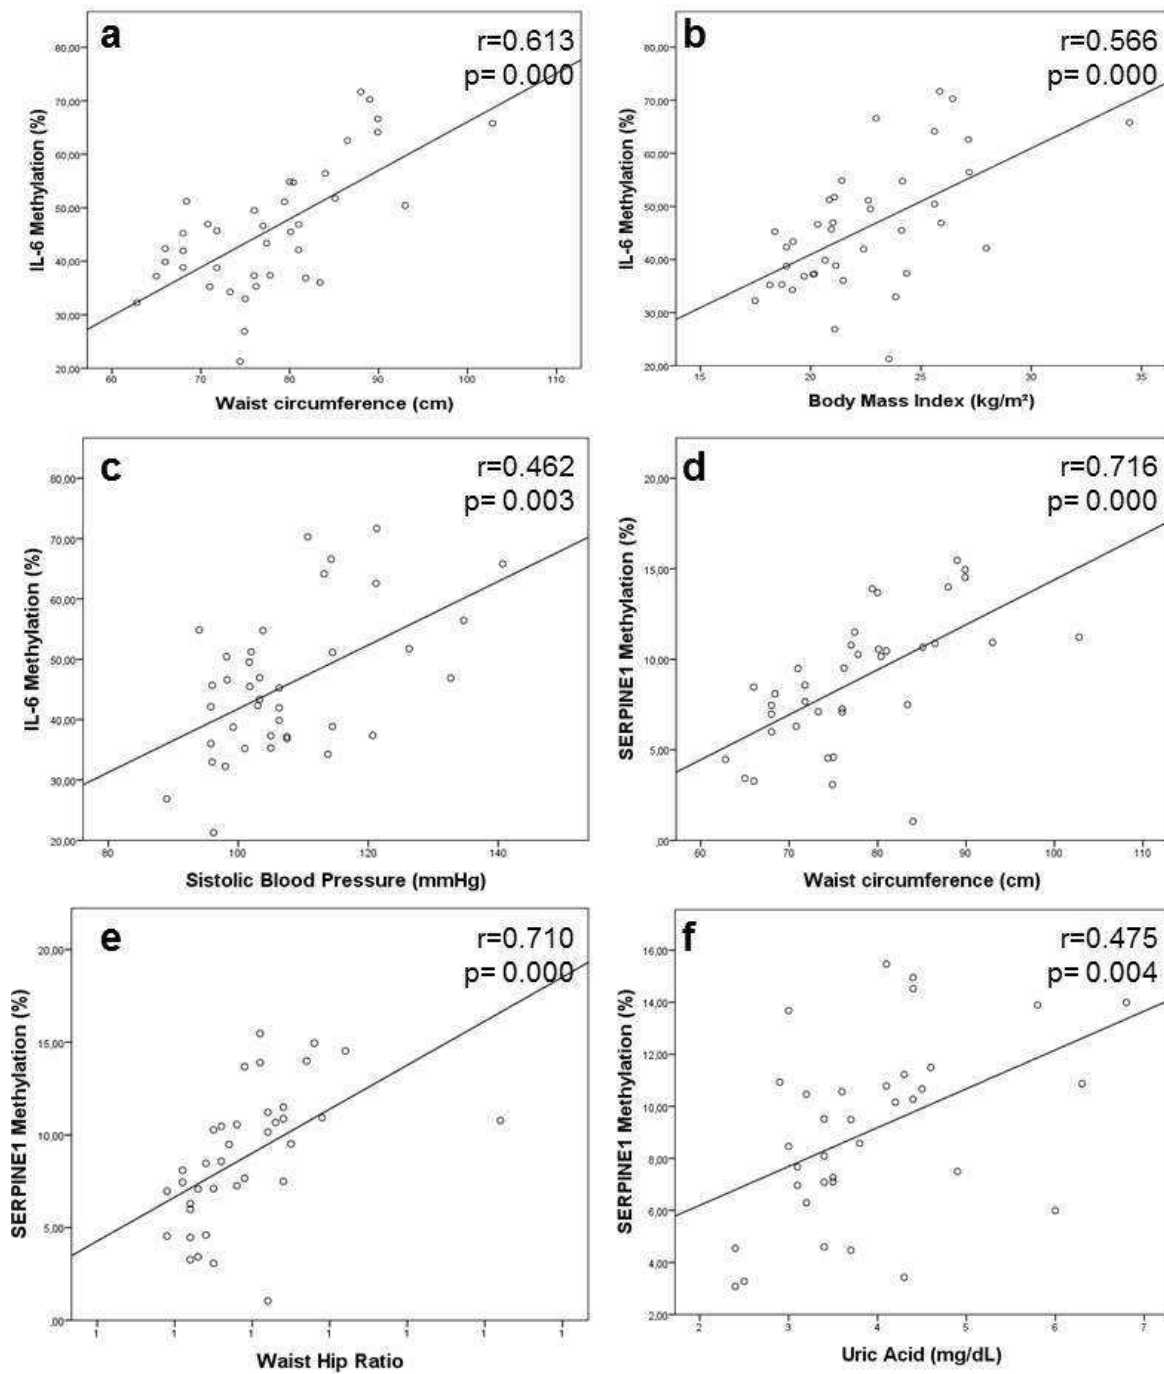 a
r=0.613
p= 0.000
IL-6 Methylation (%)
80,00
70,00
60,00
50,00
40,00
30,00
20,00
60 70 80 90 100 110
Waist circumference (cm)
b
r=0.566
p= 0.000
IL-6 Methylation (%)
80,00
70,00
60,00
50,00
40,00
30,00
20,00
15 20 25 30 35
Body Mass Index (kg/m²)
c
r=0.462
p= 0.003
IL-6 Methylation (%)
80,00
70,00
60,00
50,00
40,00
30,00
20,00
80 100 120 140
Sistolic Blood Pressure (mmHg)
d
r=0.716
p= 0.000
SERPINE1 Methylation (%)
20,00
15,00
10,00
5,00
,00
60 70 80 90 100 110
Waist circumference (cm)
e
r=0.710
p= 0.000
SERPINE1 Methylation (%)
20,00
15,00
10,00
5,00
,00
1 1 1 1 1 1 1
Waist Hip Ratio
f
r=0.475
p= 0.004
SERPINE1 Methylation (%)
16,00
14,00
12,00
10,00
8,00
6,00
4,00
2,00
2 3 4 5 6 7
Uric Acid (mg/dL)